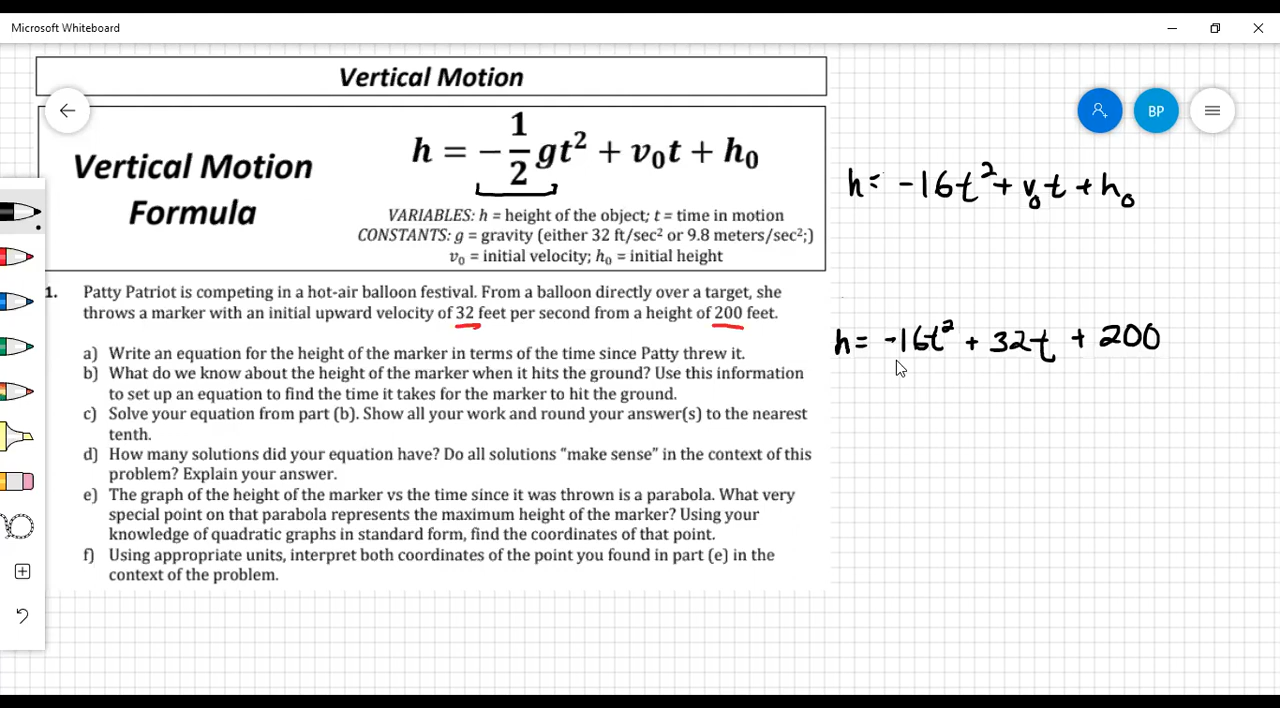 Microsoft Whiteboard
Vertical Motion
Vertical Motion
Formula
h = −1/2gt² + v₀t + h₀
VARIABLES: h = height of the object; t = time in motion
CONSTANTS: g = gravity (either 32 ft/sec² or 9.8 meters/sec²;)
v₀ = initial velocity; h₀ = initial height
1. Patty Patriot is competing in a hot-air balloon festival. From a balloon directly over a target, she
throws a marker with an initial upward velocity of 32 feet per second from a height of 200 feet.
a) Write an equation for the height of the marker in terms of the time since Patty threw it.
b) What do we know about the height of the marker when it hits the ground? Use this information
to set up an equation to find the time it takes for the marker to hit the ground.
c) Solve your equation from part (b). Show all your work and round your answer(s) to the nearest
tenth.
d) How many solutions did your equation have? Do all solutions “make sense” in the context of this
problem? Explain your answer.
e) The graph of the height of the marker vs the time since it was thrown is a parabola. What very
special point on that parabola represents the maximum height of the marker? Using your
knowledge of quadratic graphs in standard form, find the coordinates of that point.
f) Using appropriate units, interpret both coordinates of the point you found in part (e) in the
context of the problem.
BP
h = -16t² + v₀t + h₀
h = -16t² + 32t + 200